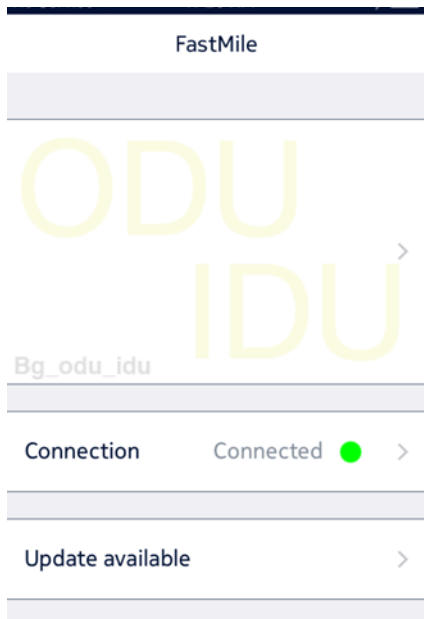 FastMile
ODU
IDU
Bg_odu_idu
Connection Connected
Update available